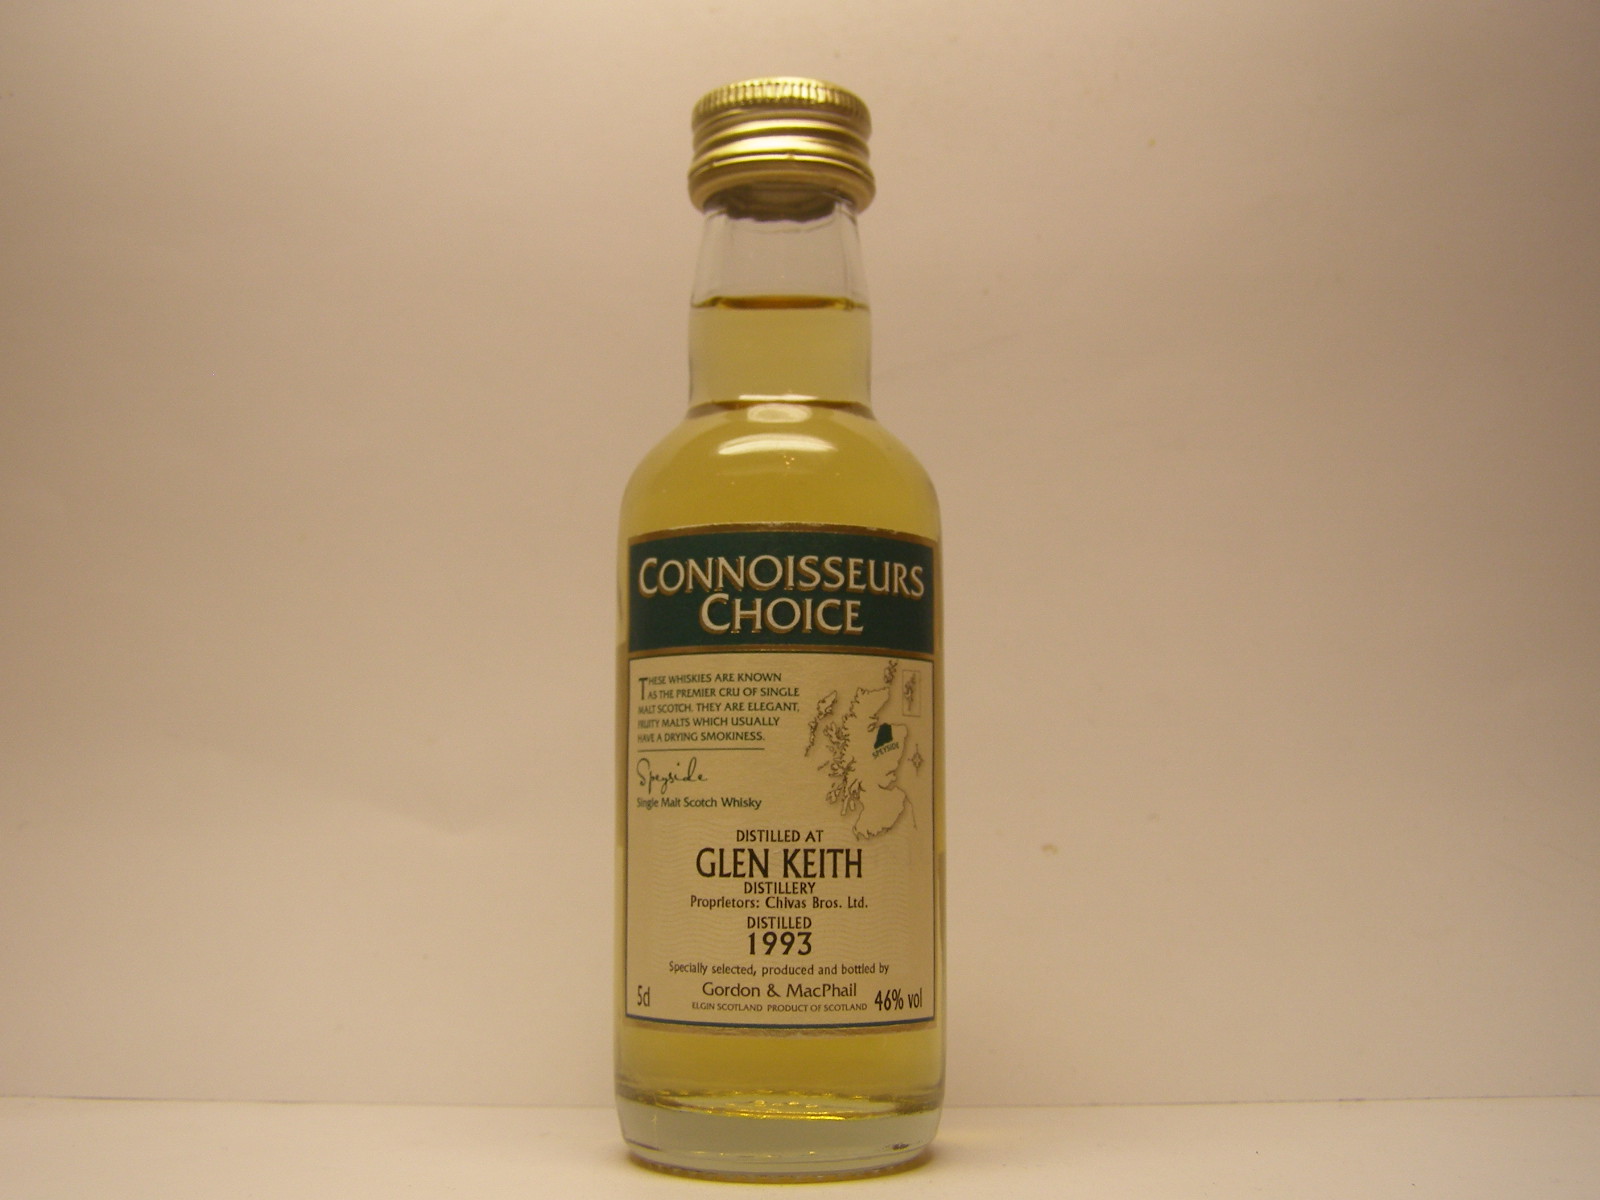 CONNOISSEURS
CHOICE
THESE WHISKIES ARE KNOWN
AS THE PREMIER CRU OF SINGLE
MALT SCOTCH. THEY ARE ELEGANT,
FRUITY MALTS WHICH USUALLY
HAVE A DRYING SMOKINESS.
SPEYSIDE
Speyside
Single Malt Scotch Whisky
DISTILLED AT
GLEN KEITH
DISTILLERY
Proprietors: Chivas Bros. Ltd.
DISTILLED
1993
Specially selected, produced and bottled by
Gordon & MacPhail
5cl 46% vol
ELGIN SCOTLAND PRODUCT OF SCOTLAND